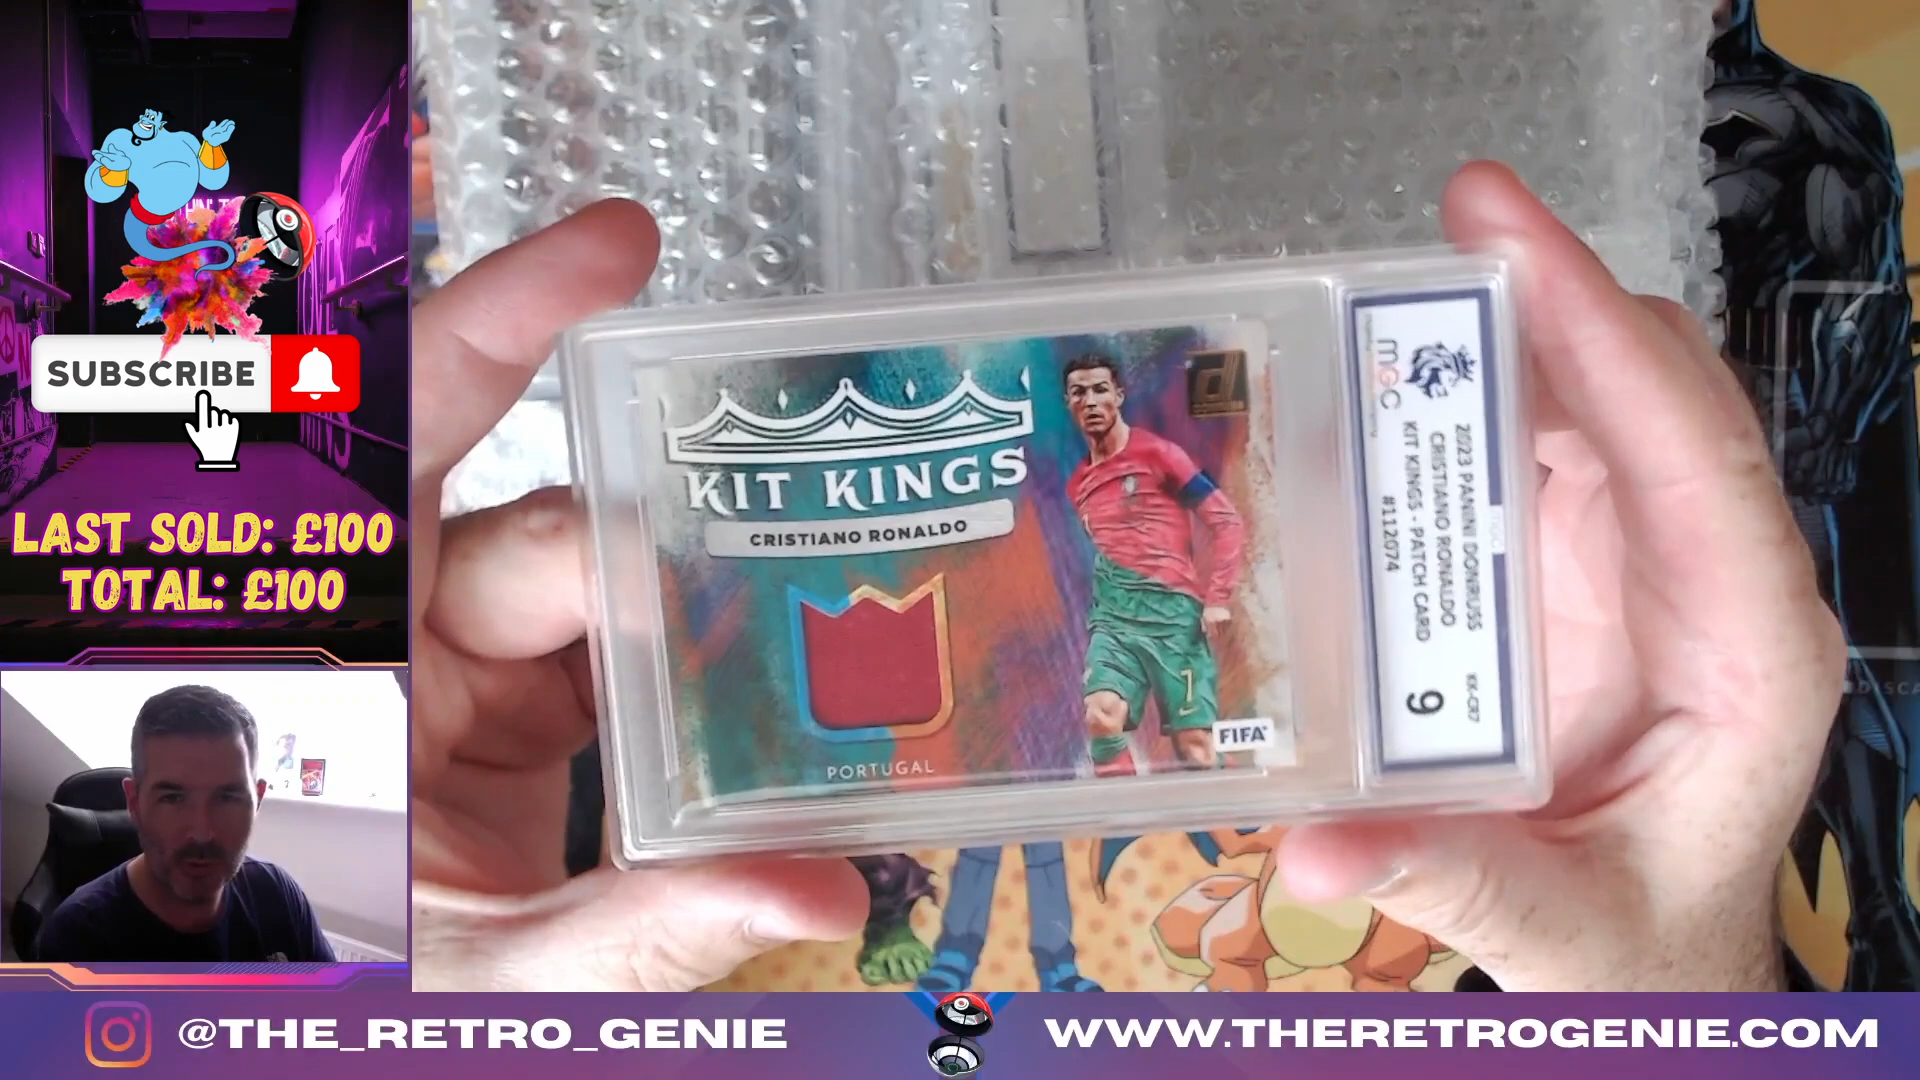 SUBSCRIBE
LAST SOLD: £100
TOTAL: £100
KIT KINGS
CRISTIANO RONALDO
PORTUGAL
d
7
FIFA
MGC
2023 PANINI DONRUSS
CRISTIANO RONALDO
KIT KINGS - PATCH CARD
#112074
KK-CR7
9
@THE_RETRO_GENIE
WWW.THERETROGENIE.COM